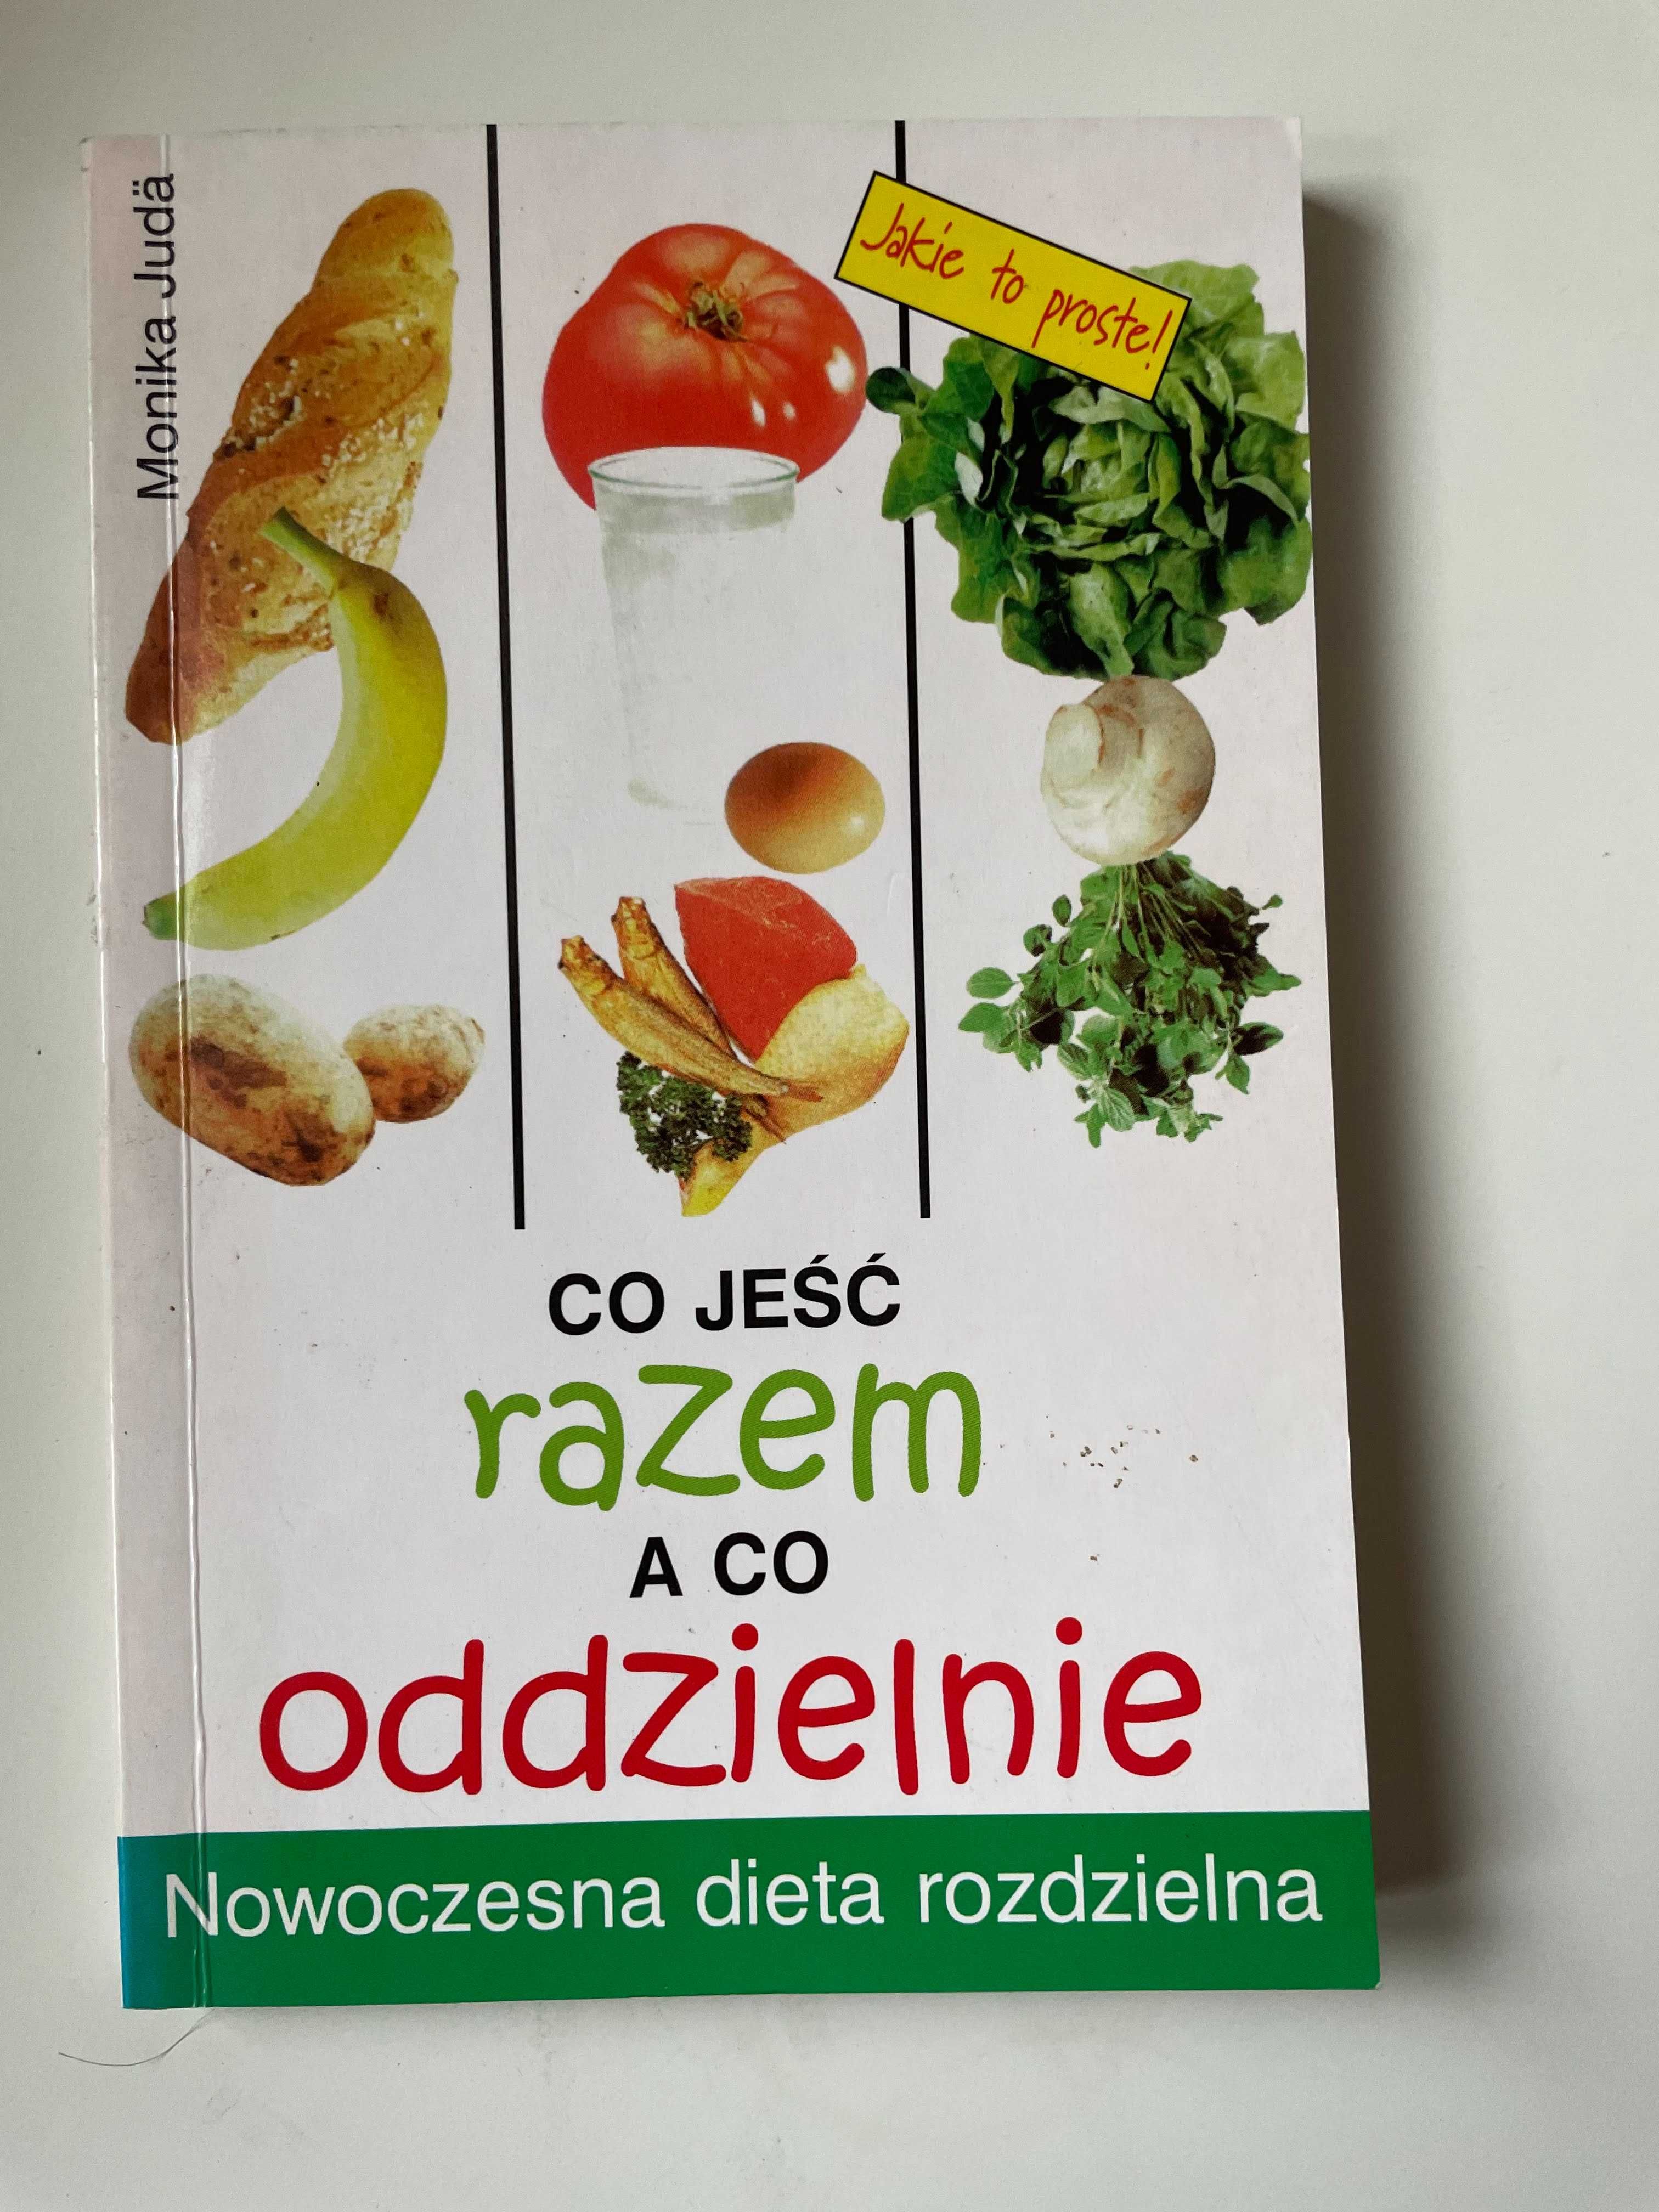 Monika Judä
Jakie to proste!
CO JEŚĆ
razem
A CO
oddzielnie
Nowoczesna dieta rozdzielna